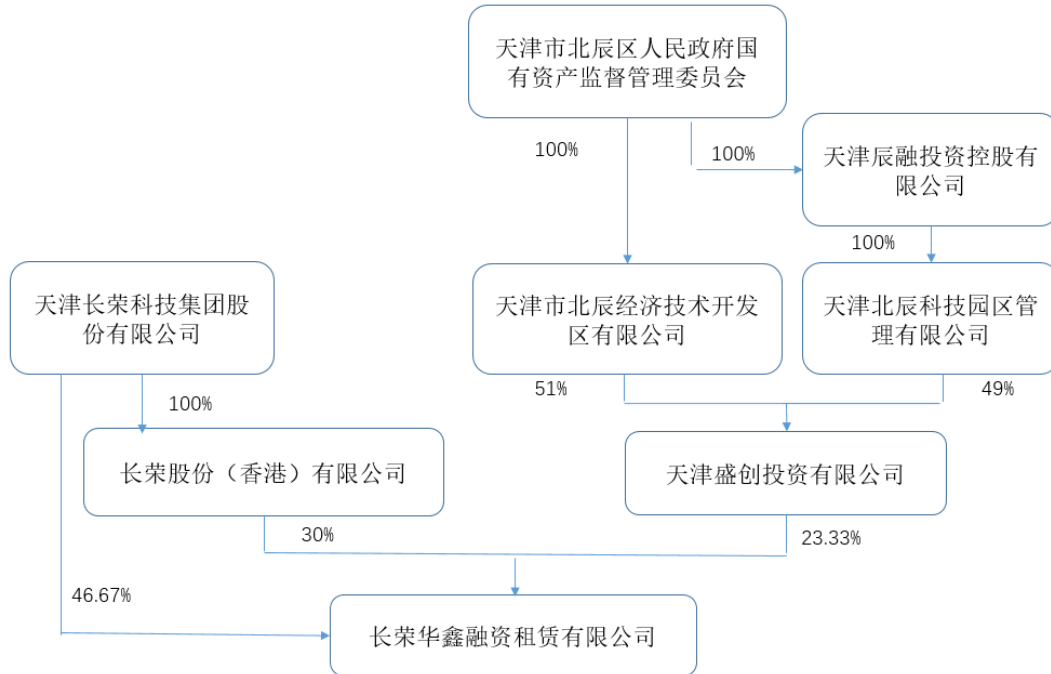 天津市北辰区人民政府国
有资产监督管理委员会
100%
100%
天津辰融投资控股有
限公司
100%
天津长荣科技集团股
份有限公司
天津市北辰经济技术开发
区有限公司
天津北辰科技园区管
理有限公司
100%
51%
49%
长荣股份（香港）有限公司
天津盛创投资有限公司
30%
23.33%
46.67%
长荣华鑫融资租赁有限公司